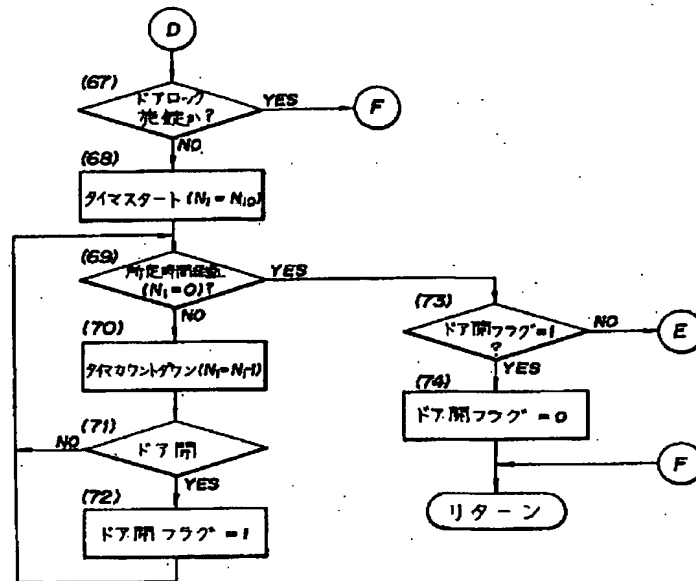 D
(67)
ドアロック
施錠か?
YES
F
NO
(68)
タイマスタート(N₁=N₁₀)
(69)
所定時間経過
(N₁=0)?
YES
NO
(70)
タイマカウントダウン(N₁=N₁-1)
(71)
ドア開
NO
YES
(72)
ドア開フラグ=1
(73)
ドア開フラグ=1
?
NO
E
YES
(74)
ドア開フラグ=0
F
リターン